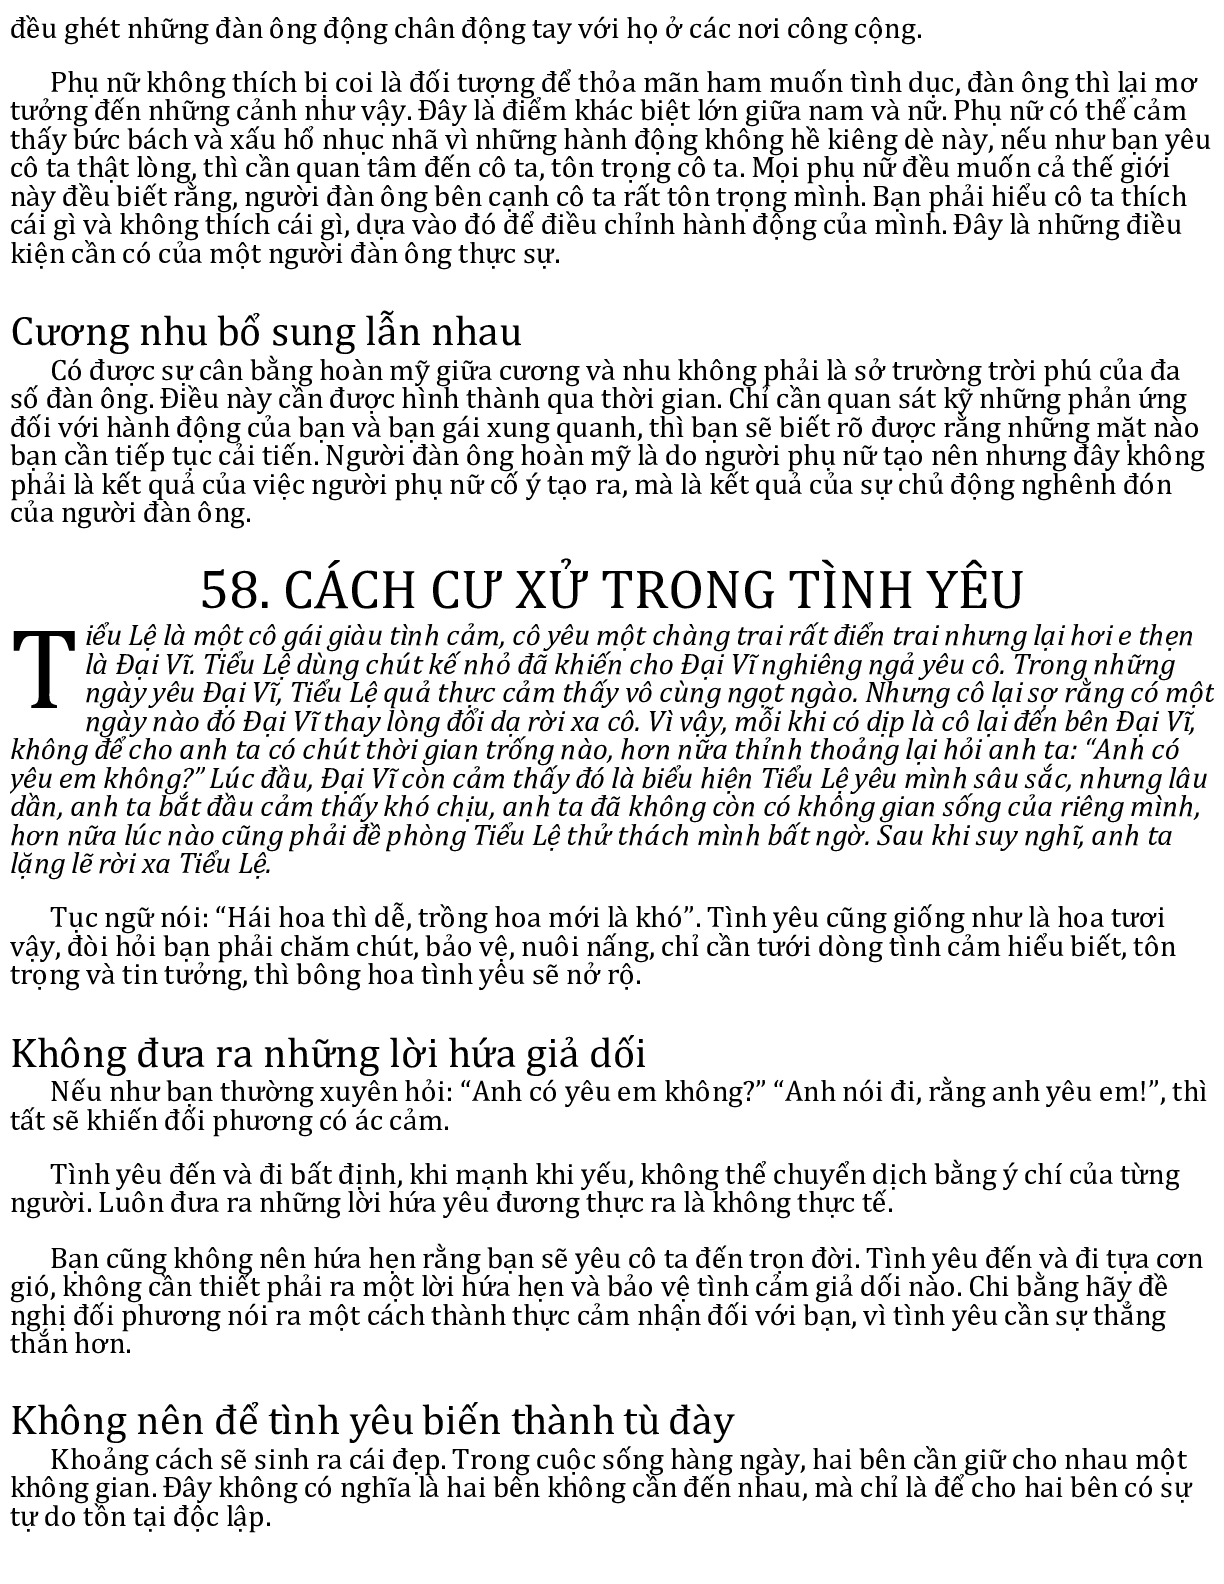 đều ghét những đàn ông động chân động tay với họ ở các nơi công cộng.
Phụ nữ không thích bị coi là đối tượng để thỏa mãn ham muốn tình dục, đàn ông thì lại mơ
tưởng đến những cảnh như vậy. Đây là điểm khác biệt lớn giữa nam và nữ. Phụ nữ có thể cảm
thấy bức bách và xấu hổ nhục nhã vì những hành động không hề kiêng dè này, nếu như bạn yêu
cô ta thật lòng, thì cần quan tâm đến cô ta, tôn trọng cô ta. Mọi phụ nữ đều muốn cả thế giới
này đều biết rằng, người đàn ông bên cạnh cô ta rất tôn trọng mình. Bạn phải hiểu cô ta thích
cái gì và không thích cái gì, dựa vào đó để điều chỉnh hành động của mình. Đây là những điều
kiện cần có của một người đàn ông thực sự.
Cương nhu bổ sung lẫn nhau
Có được sự cân bằng hoàn mỹ giữa cương và nhu không phải là sở trường trời phú của đa
số đàn ông. Điều này cần được hình thành qua thời gian. Chỉ cần quan sát kỹ những phản ứng
đối với hành động của bạn và bạn gái xung quanh, thì bạn sẽ biết rõ được rằng những mặt nào
bạn cần tiếp tục cải tiến. Người đàn ông hoàn mỹ là do người phụ nữ tạo nên nhưng đây không
phải là kết quả của việc người phụ nữ cố ý tạo ra, mà là kết quả của sự chủ động nghênh đón
của người đàn ông.
58. CÁCH CƯ XỬ TRONG TÌNH YÊU
Tiểu Lệ là một cô gái giàu tình cảm, cô yêu một chàng trai rất điển trai nhưng lại hơi e thẹn
là Đại Vĩ. Tiểu Lệ dùng chút kế nhỏ đã khiến cho Đại Vĩ nghiêng ngả yêu cô. Trong những
ngày yêu Đại Vĩ, Tiểu Lệ quả thực cảm thấy vô cùng ngọt ngào. Nhưng cô lại sợ rằng có một
ngày nào đó Đại Vĩ thay lòng đổi dạ rời xa cô. Vì vậy, mỗi khi có dịp là cô lại đến bên Đại Vĩ,
không để cho anh ta có chút thời gian trống nào, hơn nữa thỉnh thoảng lại hỏi anh ta: “Anh có
yêu em không?” Lúc đầu, Đại Vĩ còn cảm thấy đó là biểu hiện Tiểu Lệ yêu mình sâu sắc, nhưng lâu
dần, anh ta bắt đầu cảm thấy khó chịu, anh ta đã không còn có không gian sống của riêng mình,
hơn nữa lúc nào cũng phải đề phòng Tiểu Lệ thử thách mình bất ngờ. Sau khi suy nghĩ, anh ta
lặng lẽ rời xa Tiểu Lệ.
Tục ngữ nói: “Hái hoa thì dễ, trồng hoa mới là khó”. Tình yêu cũng giống như là hoa tươi
vậy, đòi hỏi bạn phải chăm chút, bảo vệ, nuôi nấng, chỉ cần tưới dòng tình cảm hiểu biết, tôn
trọng và tin tưởng, thì bông hoa tình yêu sẽ nở rộ.
Không đưa ra những lời hứa giả dối
Nếu như bạn thường xuyên hỏi: “Anh có yêu em không?” “Anh nói đi, rằng anh yêu em!”, thì
tất sẽ khiến đối phương có ác cảm.
Tình yêu đến và đi bất định, khi mạnh khi yếu, không thể chuyển dịch bằng ý chí của từng
người. Luôn đưa ra những lời hứa yêu đương thực ra là không thực tế.
Bạn cũng không nên hứa hẹn rằng bạn sẽ yêu cô ta đến trọn đời. Tình yêu đến và đi tựa cơn
gió, không cần thiết phải ra một lời hứa hẹn và bảo vệ tình cảm giả dối nào. Chi bằng hãy đề
nghị đối phương nói ra một cách thành thực cảm nhận đối với bạn, vì tình yêu cần sự thẳng
thắn hơn.
Không nên để tình yêu biến thành tù đày
Khoảng cách sẽ sinh ra cái đẹp. Trong cuộc sống hàng ngày, hai bên cần giữ cho nhau một
không gian. Đây không có nghĩa là hai bên không cần đến nhau, mà chỉ là để cho hai bên có sự
tự do tồn tại độc lập.